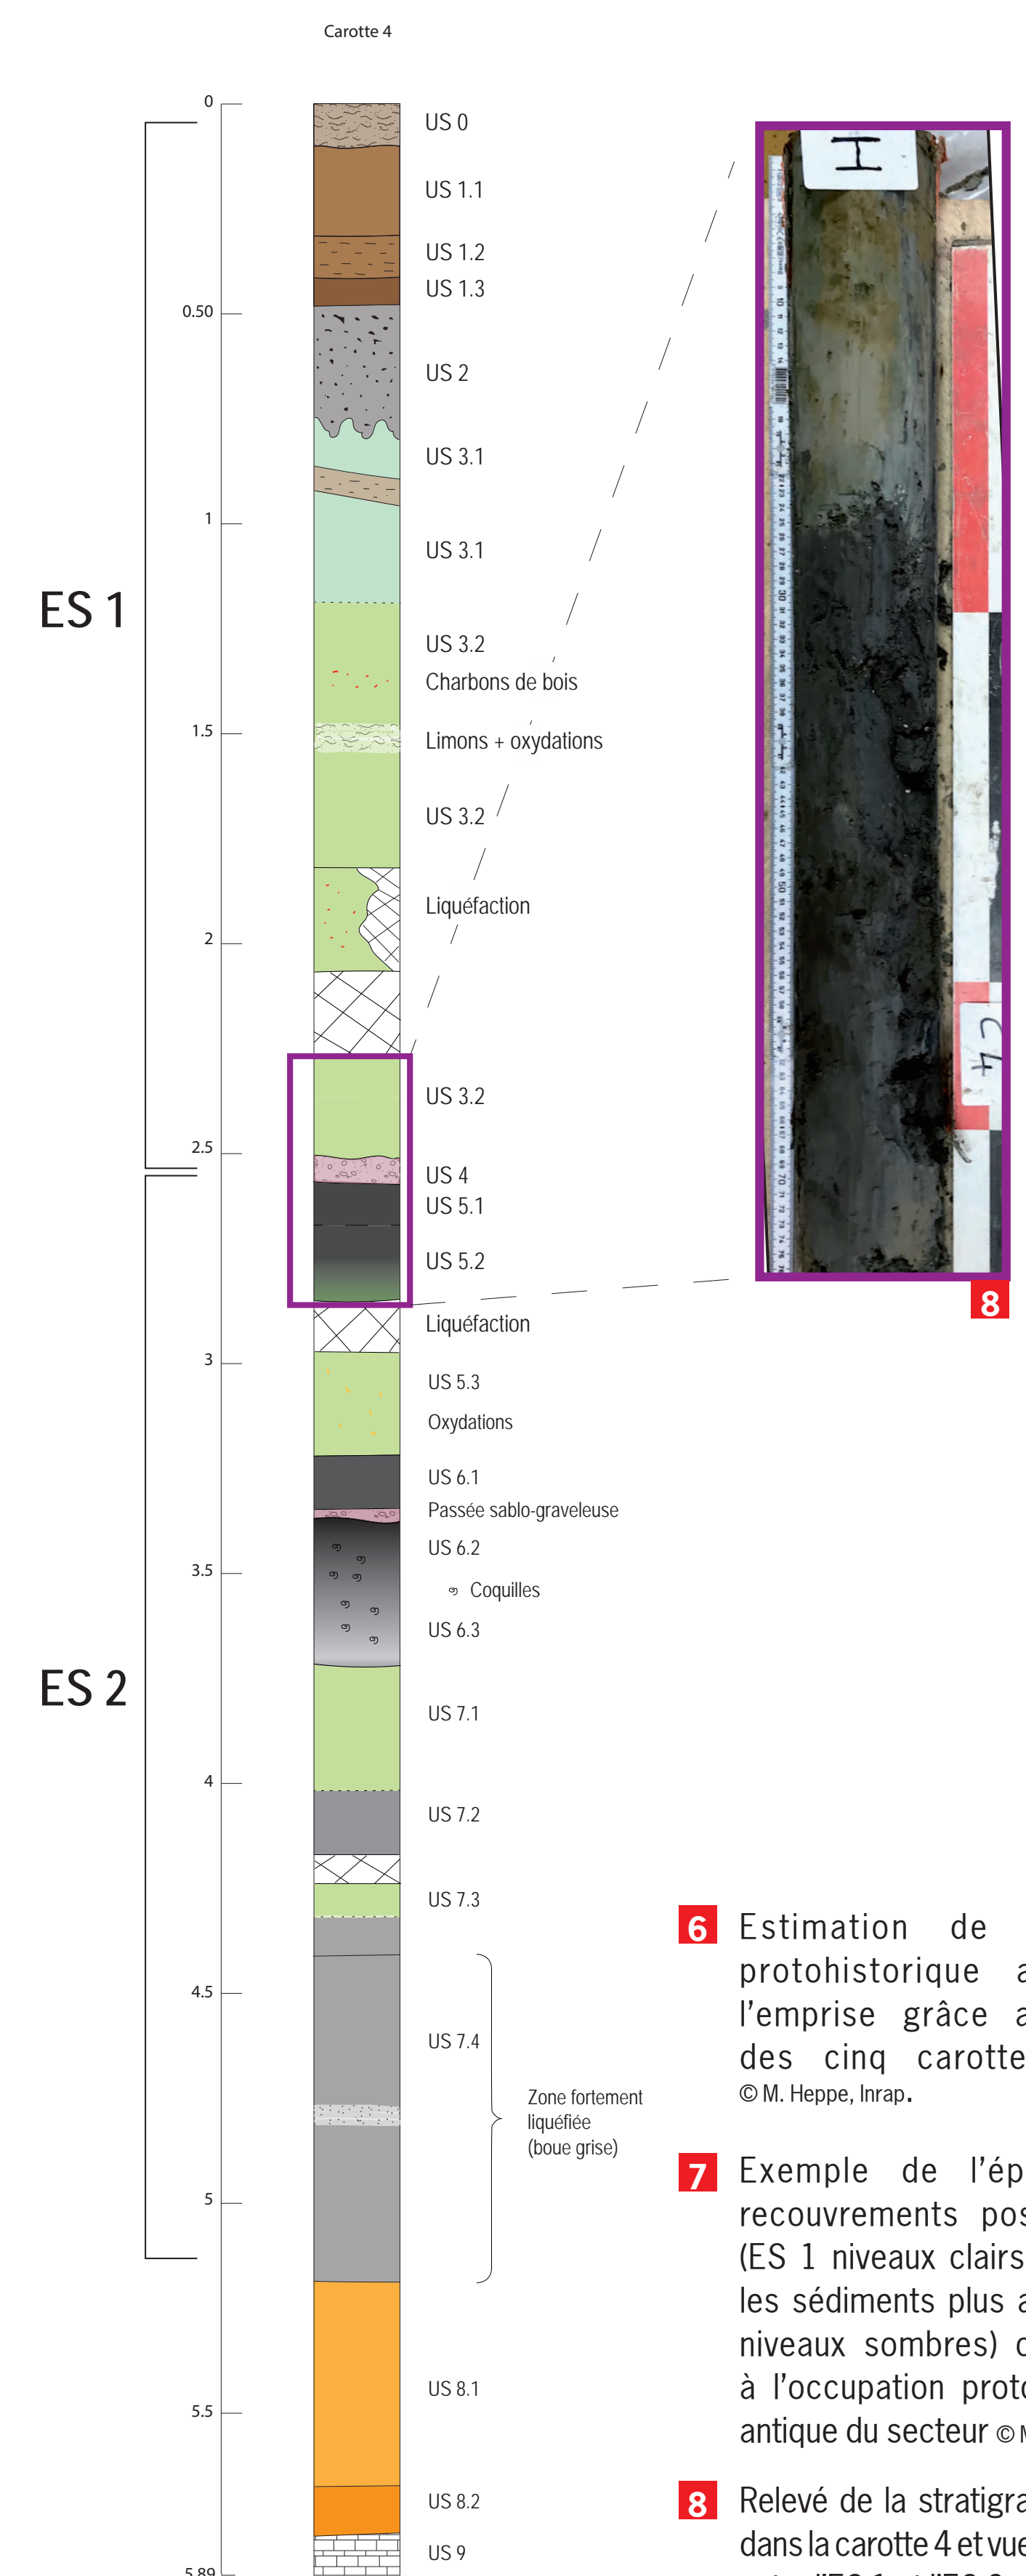 Carotte 4
0
US 0
US 1.1
US 1.2
US 1.3
0.50
US 2
US 3.1
1
US 3.1
ES 1
US 3.2
Charbons de bois
1.5
Limons + oxydations
US 3.2
Liquéfaction
2
US 3.2
2.5
US 4
US 5.1
US 5.2
H
C4
8
Liquéfaction
3
US 5.3
Oxydations
US 6.1
Passée sablo-graveleuse
US 6.2
3.5
Coquilles
US 6.3
ES 2
US 7.1
4
US 7.2
US 7.3
4.5
US 7.4
Zone fortement
liquéfiée
(boue grise)
5
US 8.1
5.5
US 8.2
US 9
5.89
6 Estimation de
protohistorique a
l'emprise grâce a
des cinq carotte
© M. Heppe, Inrap.
7 Exemple de l'ép
recouvrements pos
(ES 1 niveaux clairs
les sédiments plus a
niveaux sombres) c
à l'occupation proto
antique du secteur © M
8 Relevé de la stratigra
dans la carotte 4 et vue